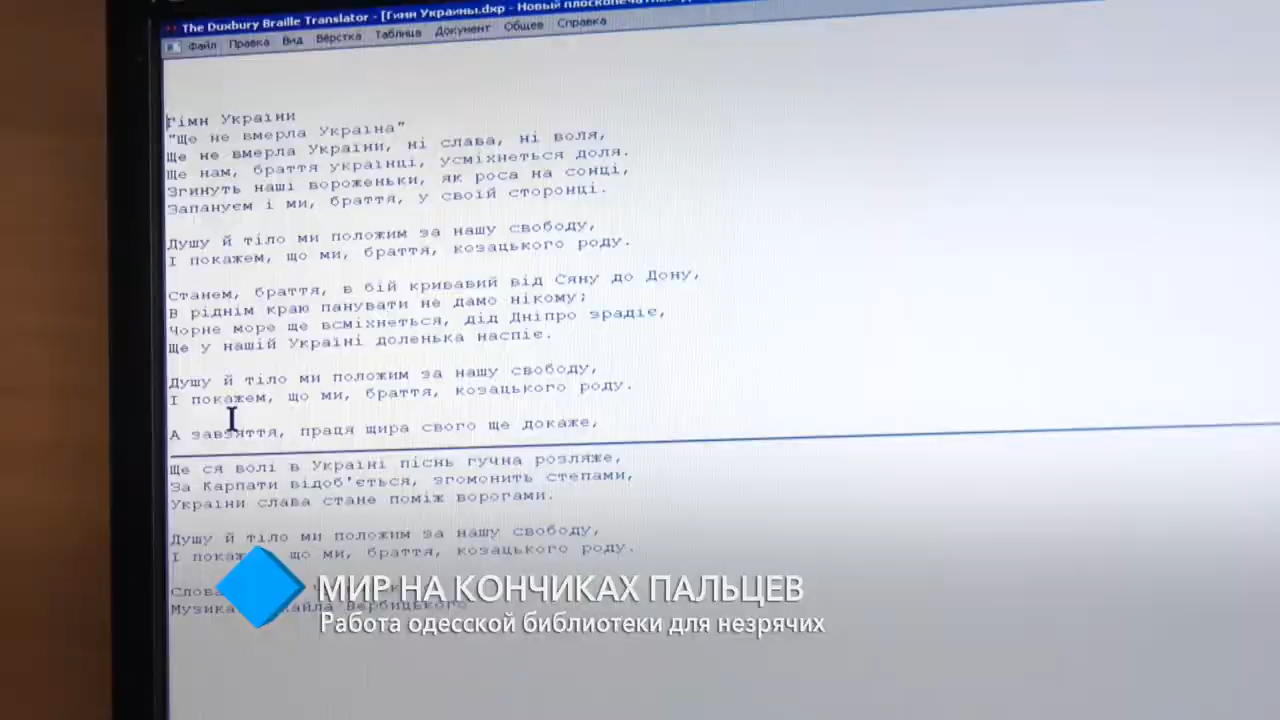 The Duxbury Braille Translator - [Гимн Украины.dxp - Новый
Файл Правка Вид Вёрстка Таблица Документ Общее Справка
Гімн України
"Ще не вмерла Україна"
Ще не вмерла України, ні слава, ні воля,
Ще нам, браття українці, усміхнеться доля.
Згинуть наші вороженьки, як роса на сонці,
Запануєм і ми, браття, у своїй сторонці.
Душу й тіло ми положим за нашу свободу,
І покажем, що ми, браття, козацького роду.
Станем, браття, в бій кривавий від Сяну до Дону,
В ріднім краю панувати не дамо нікому;
Чорне море ще всміхнеться, дід Дніпро зрадіє,
Ще у нашій Україні доленька наспіє.
Душу й тіло ми положим за нашу свободу,
І покажем, що ми, браття, козацького роду.
А завзяття, праця щира свого ще докаже,
Ще ся волі в Україні піснь гучна розляже,
За Карпати відоб'ється, згомонить степами,
України слава стане поміж ворогами.
Душу й тіло ми положим за нашу свободу,
І що ми, браття, козацького роду.
Музика Вербицького
МИР НА КОНЧИКАХ ПАЛЬЦЕВ
Работа одесской библиотеки для незрячих